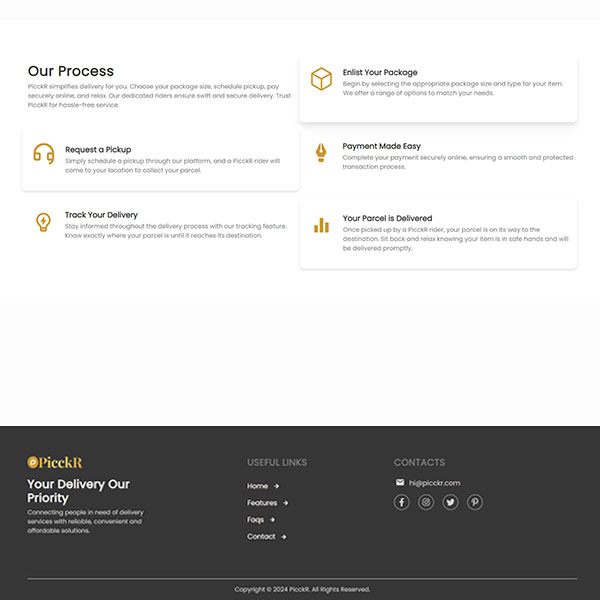 Our Process
PicckR simplifies delivery for you. Choose your package size, schedule pickup, pay
securely online, and relax. Our dedicated riders ensure swift and secure delivery. Trust
PicckR for hassle-free service.
Enlist Your Package
Begin by selecting the appropriate package size and type for your item.
We offer a range of options to match your needs.
Request a Pickup
Simply schedule a pickup through our platform, and a PicckR rider will
come to your location to collect your parcel.
Payment Made Easy
Complete your payment securely online, ensuring a smooth and protected
transaction process.
Track Your Delivery
Stay informed throughout the delivery process with our tracking feature.
Know exactly where your parcel is until it reaches its destination.
Your Parcel is Delivered
Once picked up by a PicckR rider, your parcel is on its way to the
destination. Sit back and relax knowing your item is in safe hands and will
be delivered promptly.
PicckR
Your Delivery Our
Priority
Connecting people in need of delivery
services with reliable, convenient and
affordable solutions.
USEFUL LINKS
Home
Features
Faqs
Contact
CONTACTS
hi@picckr.com
Copyright © 2024 PicckR. All Rights Reserved.